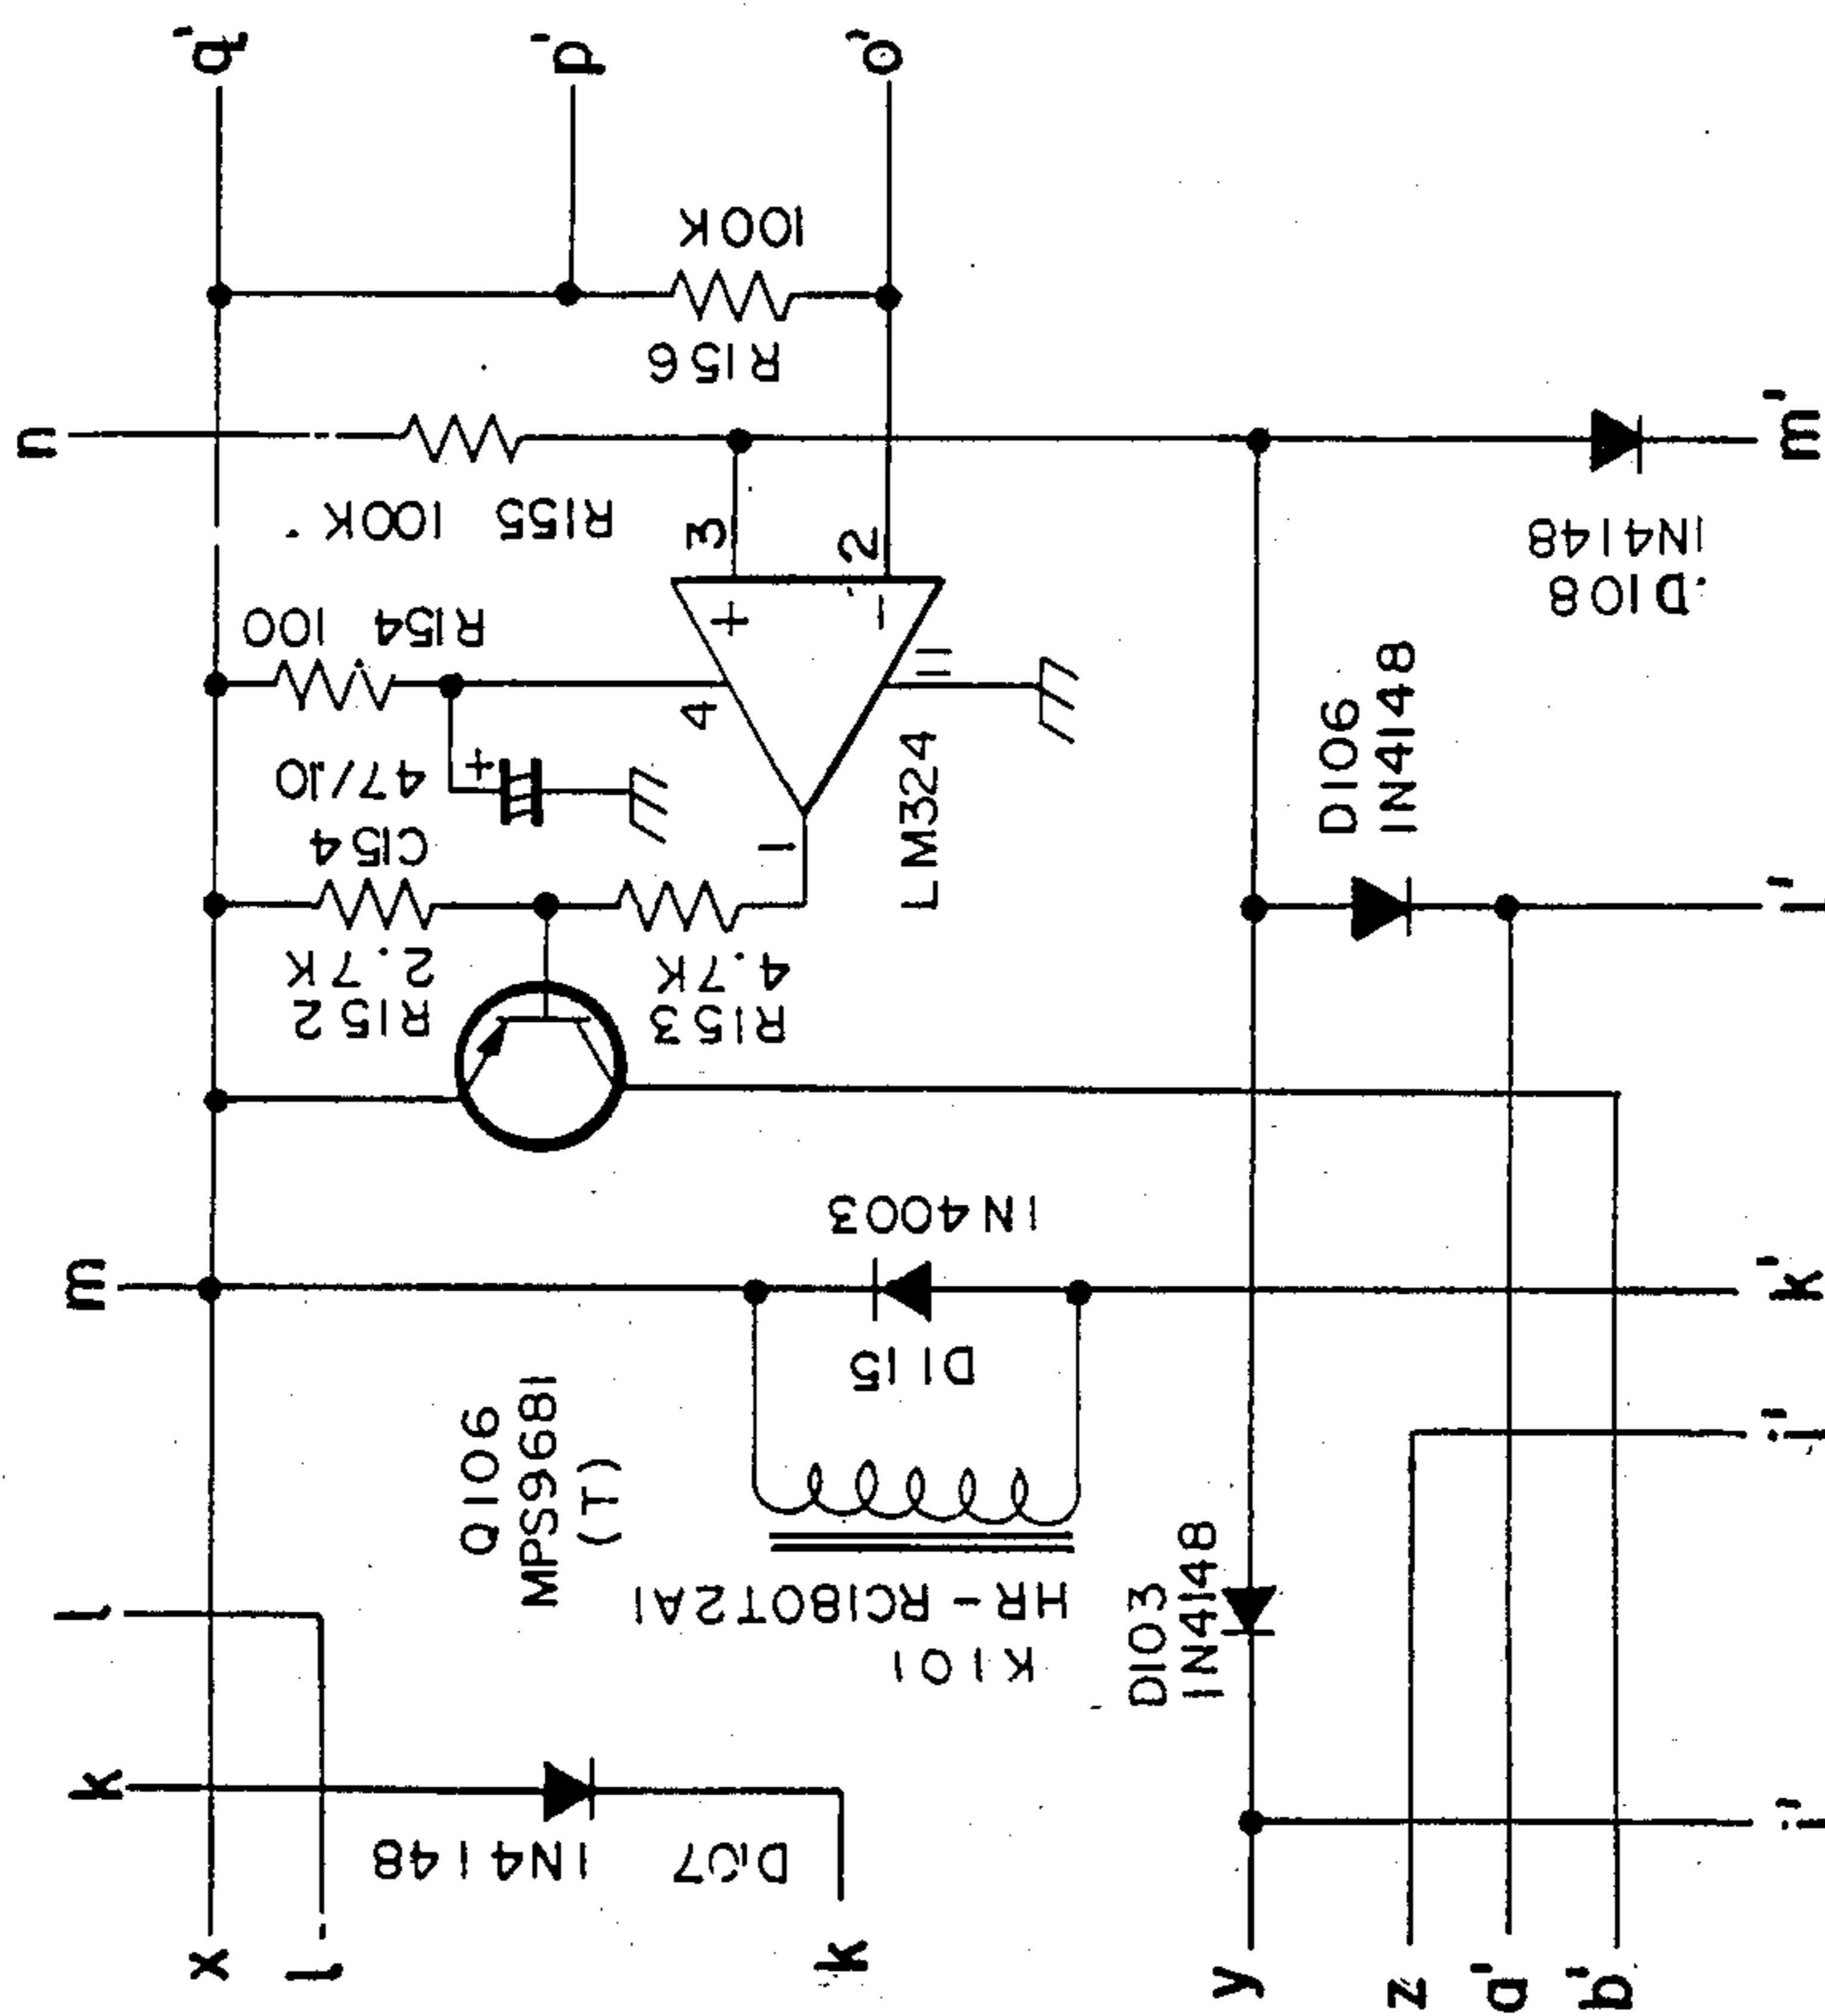 q'
p'
o'
n
100K
R156
100K
R155
3
2
+
−
100
R154
4
11
47/10
C154
+
1
LM324
2.7K
R152
4.7K
R153
1N4148
D108
D106
1N4148
m
1N4003
D115
Q106
MPS9681
(T)
HR-RC180T2A1
K101
D103
1N4148
l
k
1N4148
D107
x
l
k
y
z
a'
b'
i'
j'
k'
l'
m'